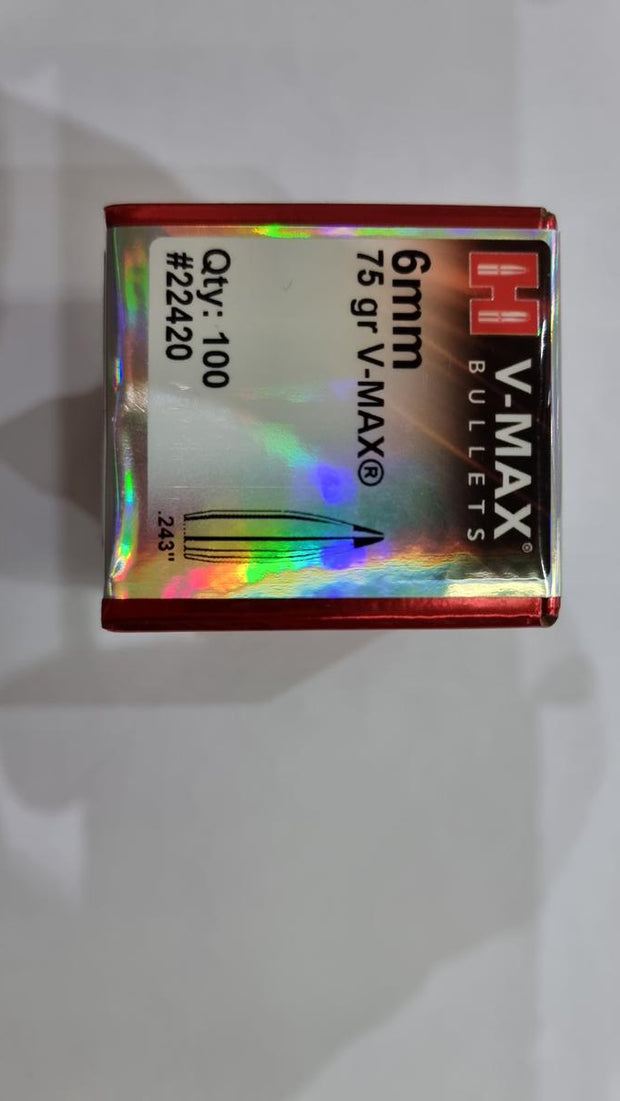 H
V-MAX®
BULLETS
6mm
75 gr V-MAX®
Qty: 100
#22420
.243"